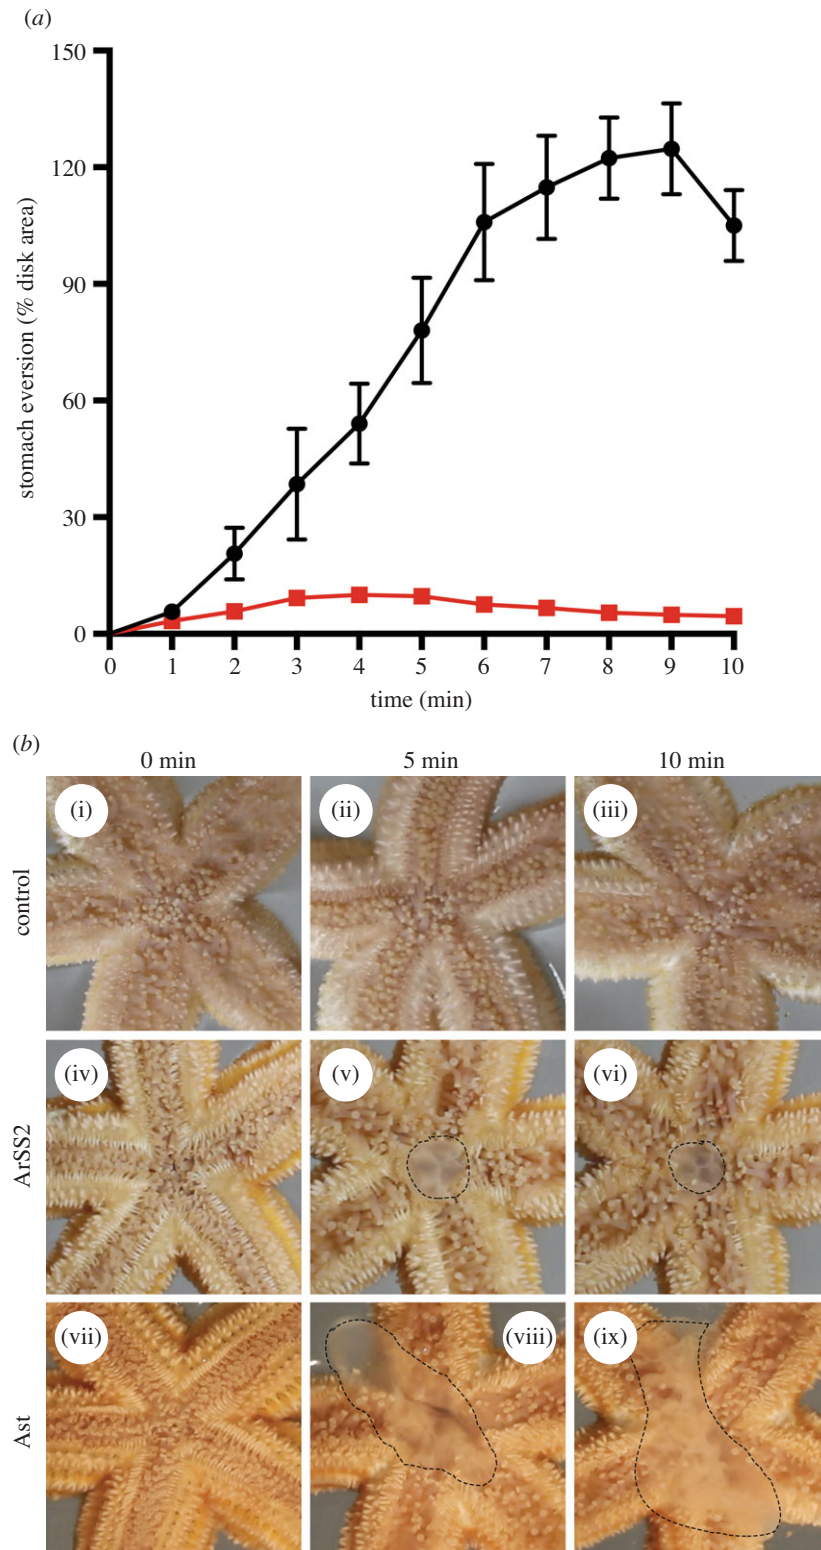 (a)
150
120
90
60
30
0
stomach eversion (% disk area)
0 1 2 3 4 5 6 7 8 9 10
time (min)
(b)
0 min 5 min 10 min
control
(i) (ii) (iii)
ArSS2
(iv) (v) (vi)
Ast
(vii) (viii) (ix)